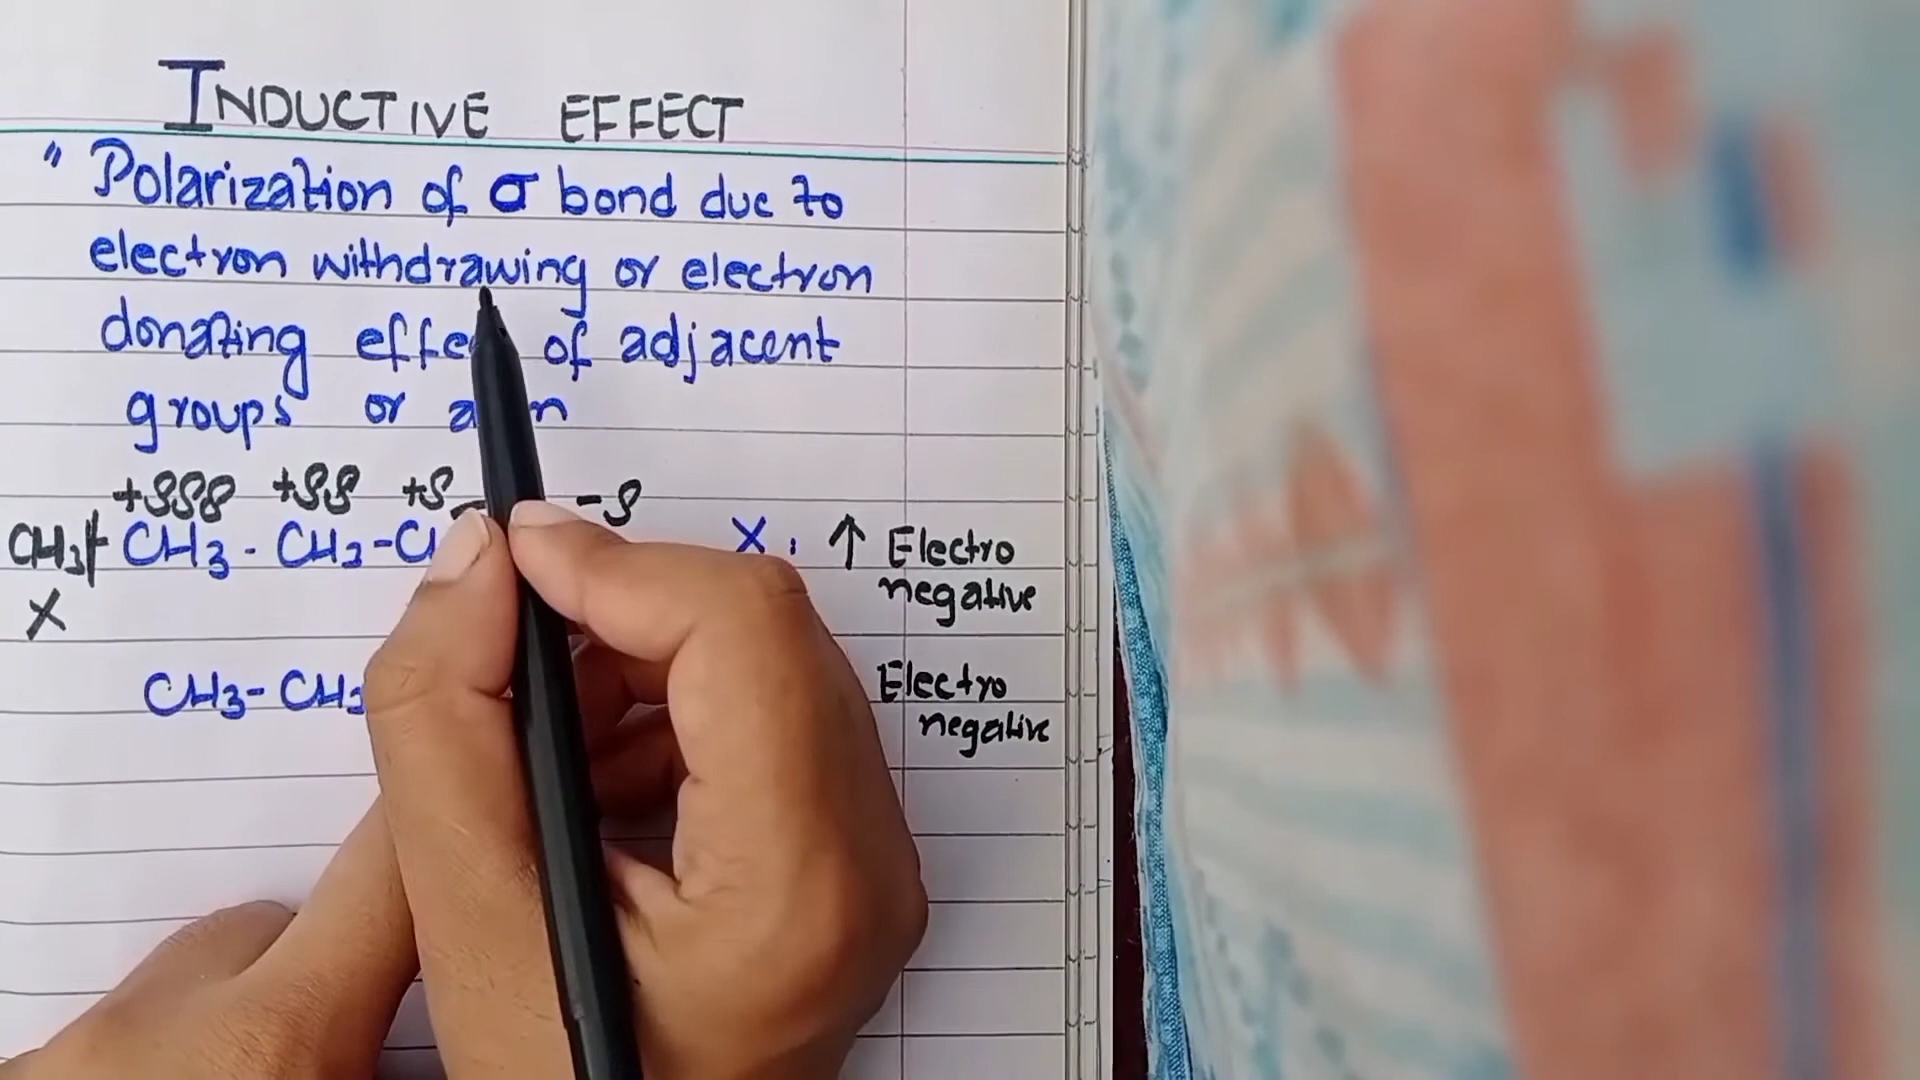 INDUCTIVE EFFECT
" Polarization of σ bond due to
electron withdrawing or electron
donating of adjacent
groups or
+δδδ +δδ +δ -δ
CH3 CH3 - CH2 - X, ↑ Electro
negative
X
CH3 - CH2 Electro
negative